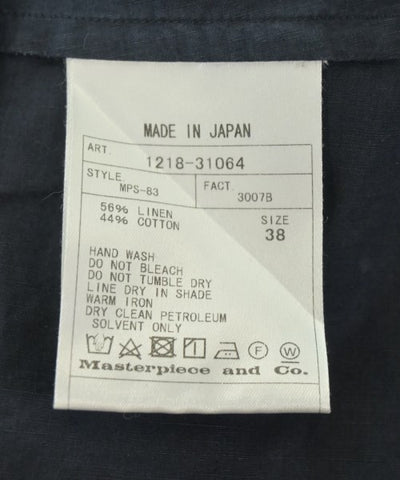 MADE IN JAPAN
ART. 1218-31064
STYLE. MPS-83 FACT. 3007B
56% LINEN SIZE
44% COTTON 38
HAND WASH
DO NOT BLEACH
DO NOT TUMBLE DRY
LINE DRY IN SHADE
WARM IRON
DRY CLEAN PETROLEUM
SOLVENT ONLY
F W
Masterpiece and Co.